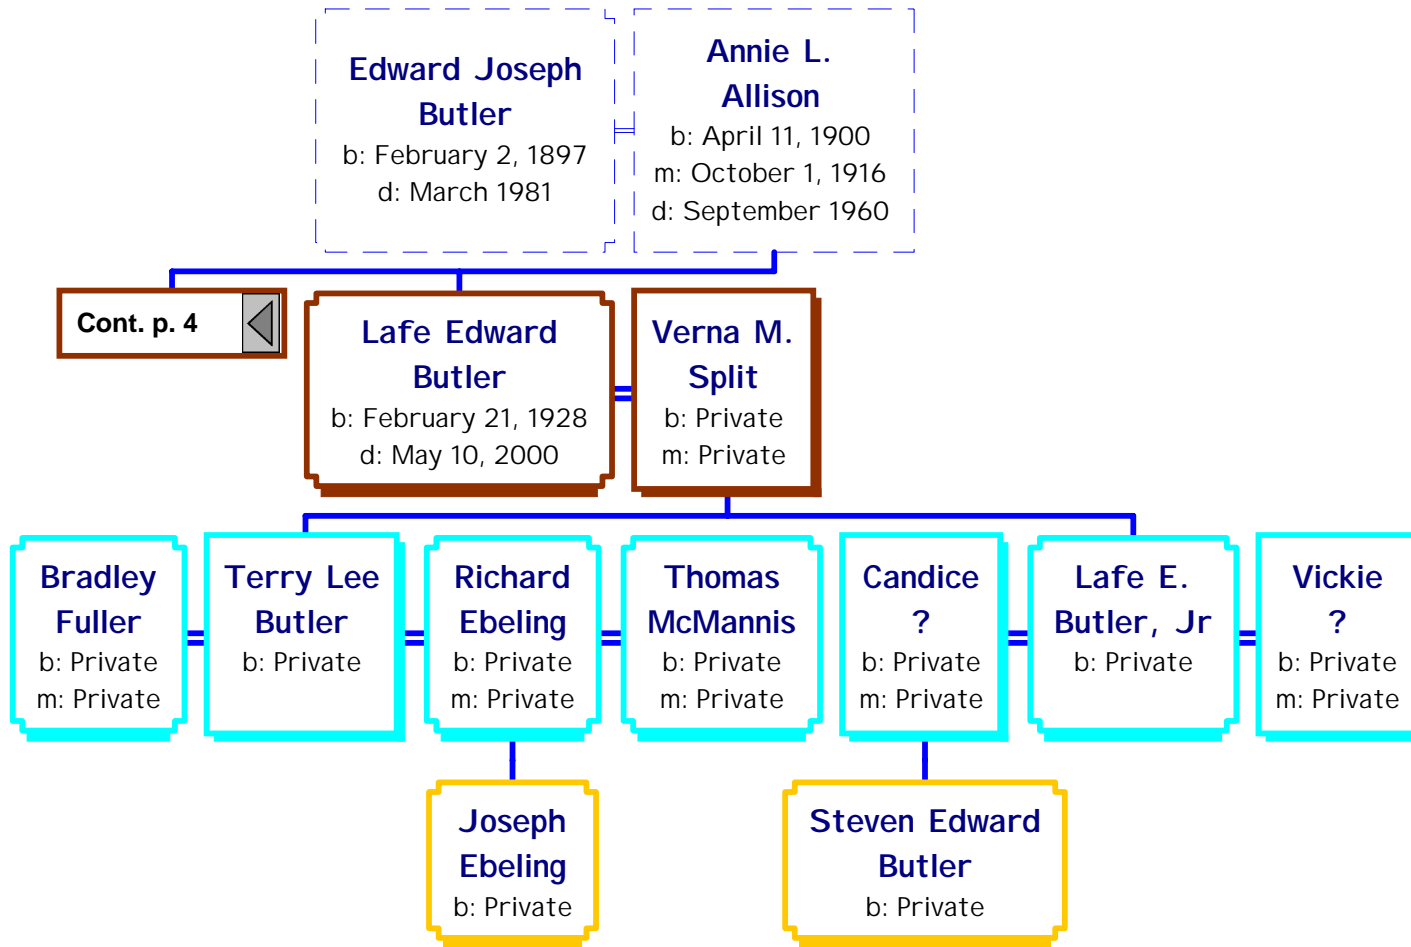 Edward Joseph
Butler
b: February 2, 1897
d: March 1981
Annie L.
Allison
b: April 11, 1900
m: October 1, 1916
d: September 1960
Cont. p. 4
Lafe Edward
Butler
b: February 21, 1928
d: May 10, 2000
Verna M.
Split
b: Private
m: Private
Bradley
Fuller
b: Private
m: Private
Terry Lee
Butler
b: Private
Richard
Ebeling
b: Private
m: Private
Thomas
McMannis
b: Private
m: Private
Candice
?
b: Private
m: Private
Lafe E.
Butler, Jr
b: Private
Vickie
?
b: Private
m: Private
Joseph
Ebeling
b: Private
Steven Edward
Butler
b: Private